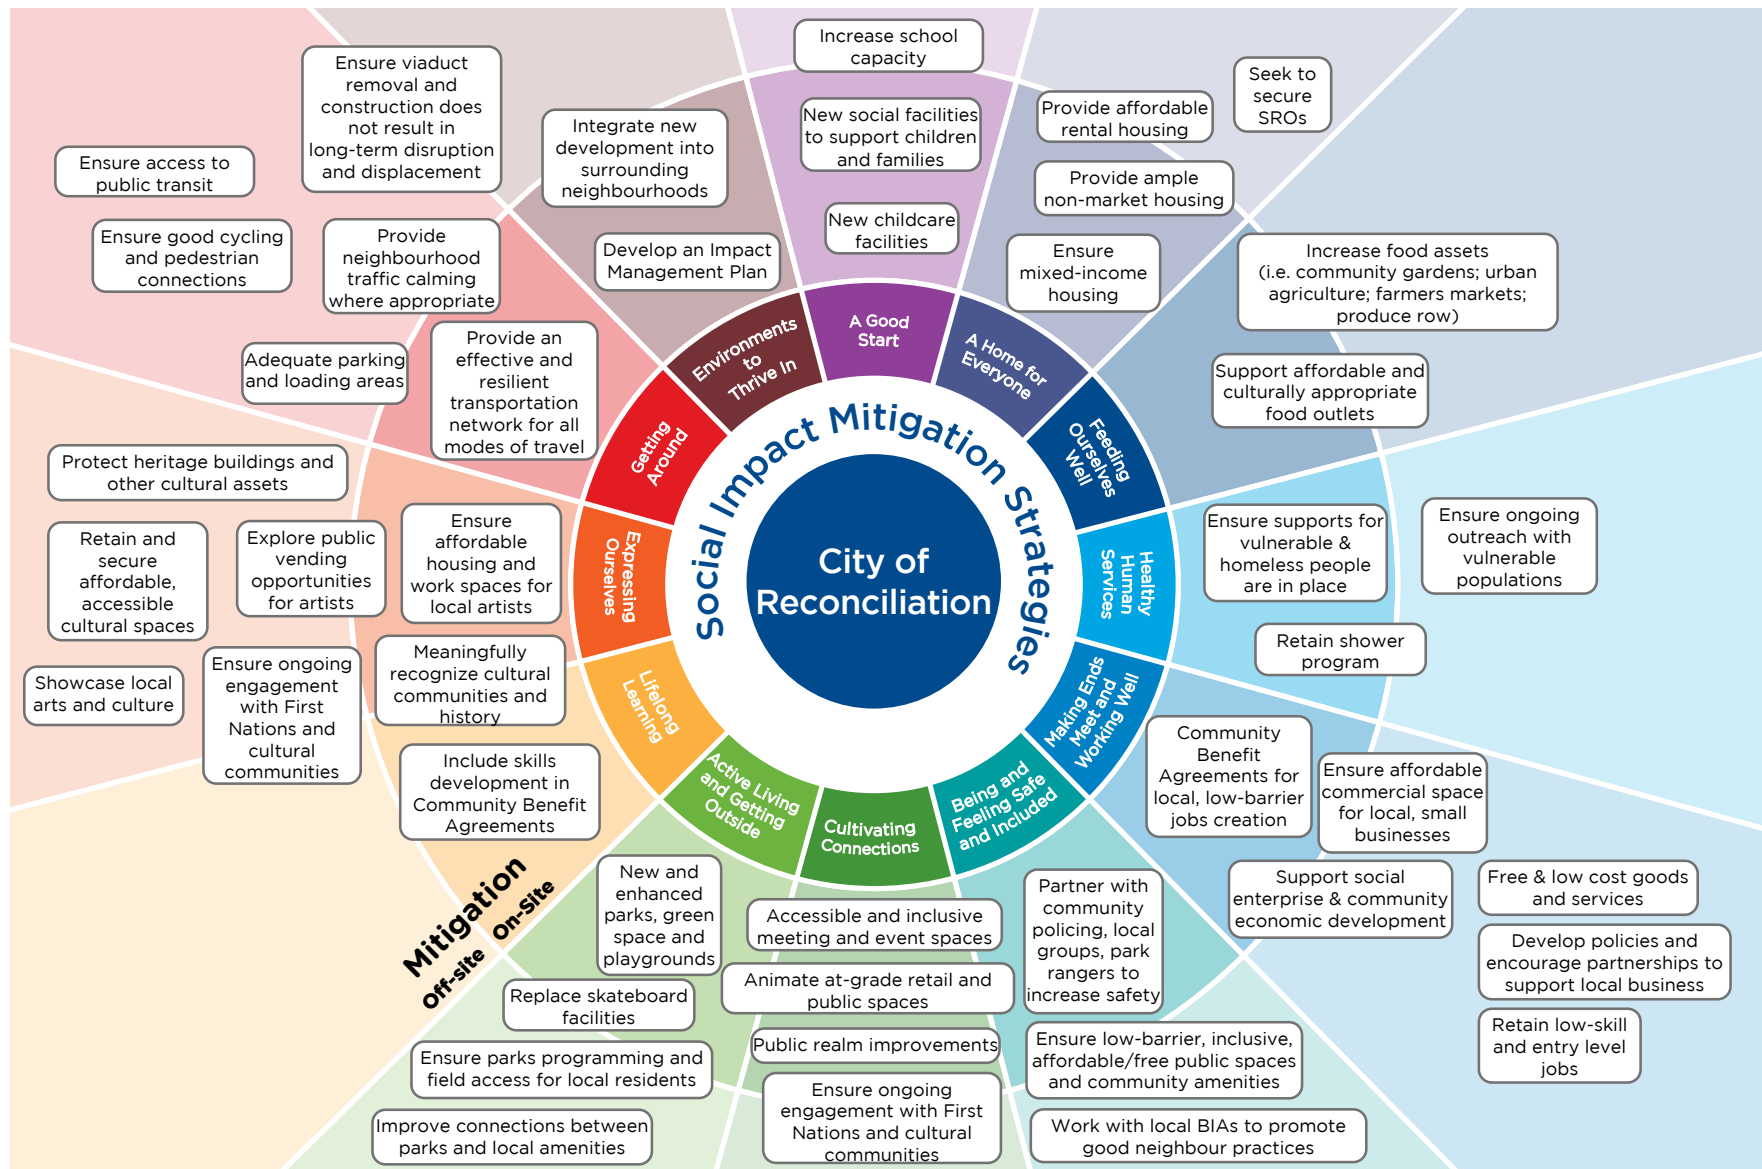 City of
Reconciliation
Social Impact Mitigation Strategies
A Good
Start
Increase school
capacity
New social facilities
to support children
and families
New childcare
facilities
A Home for
Everyone
Seek to
secure
SROs
Provide affordable
rental housing
Provide ample
non-market housing
Ensure
mixed-income
housing
Feeding
Ourselves
Well
Increase food assets
(i.e. community gardens; urban
agriculture; farmers markets;
produce row)
Support affordable and
culturally appropriate
food outlets
Healthy
Human
Services
Ensure supports for
vulnerable &
homeless people
are in place
Ensure ongoing
outreach with
vulnerable
populations
Retain shower
program
Making Ends
Meet and
Working Well
Community
Benefit
Agreements for
local, low-barrier
jobs creation
Ensure affordable
commercial space
for local, small
businesses
Support social
enterprise & community
economic development
Free & low cost goods
and services
Develop policies and
encourage partnerships to
support local business
Retain low-skill
and entry level
jobs
Being and
Feeling Safe
and Included
Partner with
community
policing, local
groups, park
rangers to
increase safety
Ensure low-barrier, inclusive,
affordable/free public spaces
and community amenities
Work with local BIAs to promote
good neighbour practices
Cultivating
Connections
Accessible and inclusive
meeting and event spaces
Animate at-grade retail and
public spaces
Public realm improvements
Ensure ongoing
engagement with First
Nations and cultural
communities
Active Living
and Getting
Outside
New and
enhanced
parks, green
space and
playgrounds
Replace skateboard
facilities
Ensure parks programming and
field access for local residents
Improve connections between
parks and local amenities
Mitigation
On-Site
Off-site
Lifelong
Learning
Include skills
development in
Community Benefit
Agreements
Expressing
Ourselves
Protect heritage buildings and
other cultural assets
Retain and
secure
affordable,
accessible
cultural spaces
Explore public
vending
opportunities
for artists
Ensure
affordable
housing and
work spaces for
local artists
Showcase local
arts and culture
Ensure ongoing
engagement
with First
Nations and
cultural
communities
Meaningfully
recognize cultural
communities and
history
Getting
Around
Ensure access to
public transit
Ensure good cycling
and pedestrian
connections
Ensure viaduct
removal and
construction does
not result in
long-term disruption
and displacement
Provide
neighbourhood
traffic calming
where appropriate
Adequate parking
and loading areas
Provide an
effective and
resilient
transportation
network for all
modes of travel
Environments
to
Thrive In
Integrate new
development into
surrounding
neighbourhoods
Develop an Impact
Management Plan